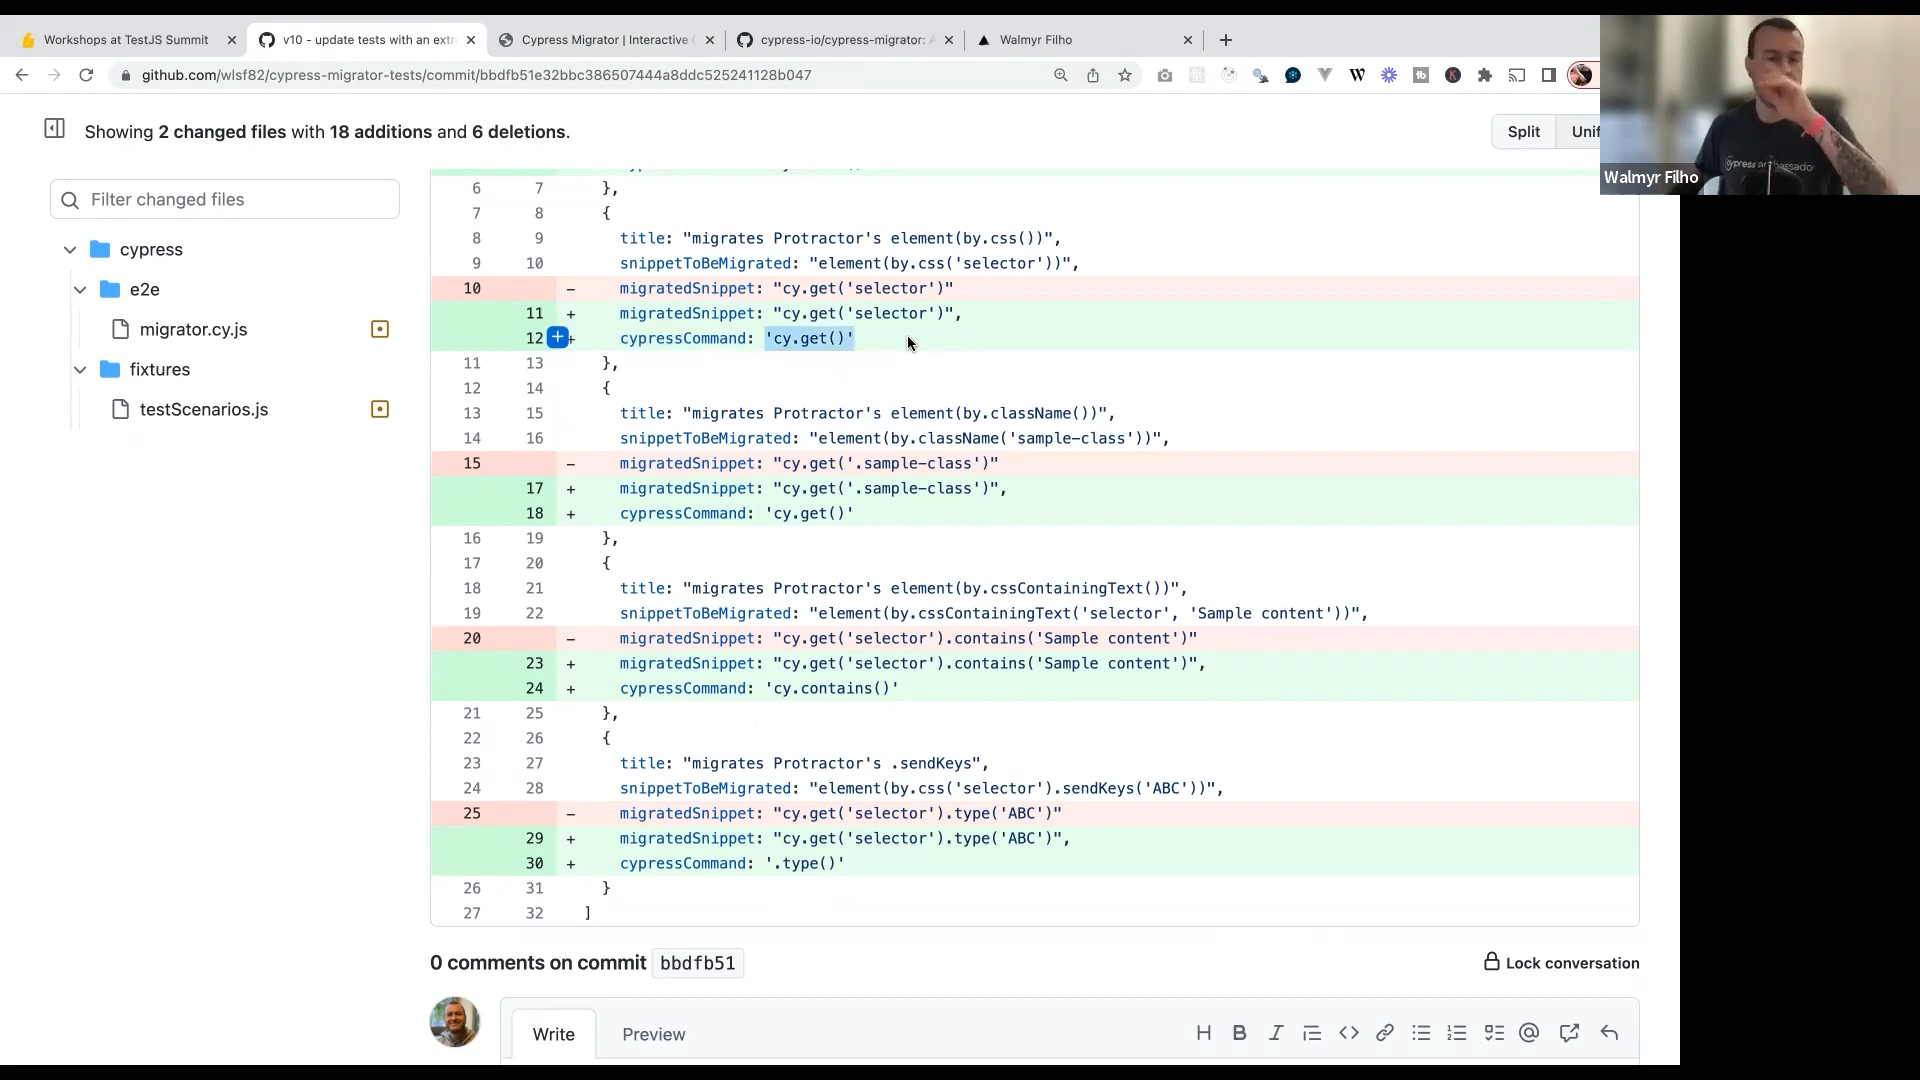 Workshops at TestJS Summit
v10 - update tests with an extr
Cypress Migrator | Interactive
cypress-io/cypress-migrator:
Walmyr Filho
github.com/wlsf82/cypress-migrator-tests/commit/bbdfb51e32bbc386507444a8ddc525241128b047
Showing 2 changed files with 18 additions and 6 deletions.
Split
Unif
cypress ambassador
Walmyr Filho
Filter changed files
cypress
e2e
migrator.cy.js
fixtures
testScenarios.js
6 7 },
7 8 {
8 9 title: "migrates Protractor's element(by.css())",
9 10 snippetToBeMigrated: "element(by.css('selector'))",
10 - migratedSnippet: "cy.get('selector')"
11 + migratedSnippet: "cy.get('selector')",
12 + cypressCommand: 'cy.get()'
11 13 },
12 14 {
13 15 title: "migrates Protractor's element(by.className())",
14 16 snippetToBeMigrated: "element(by.className('sample-class'))",
15 - migratedSnippet: "cy.get('.sample-class')"
17 + migratedSnippet: "cy.get('.sample-class')",
18 + cypressCommand: 'cy.get()'
16 19 },
17 20 {
18 21 title: "migrates Protractor's element(by.cssContainingText())",
19 22 snippetToBeMigrated: "element(by.cssContainingText('selector', 'Sample content'))",
20 - migratedSnippet: "cy.get('selector').contains('Sample content')"
23 + migratedSnippet: "cy.get('selector').contains('Sample content')",
24 + cypressCommand: 'cy.contains()'
21 25 },
22 26 {
23 27 title: "migrates Protractor's .sendKeys",
24 28 snippetToBeMigrated: "element(by.css('selector').sendKeys('ABC'))",
25 - migratedSnippet: "cy.get('selector').type('ABC')"
29 + migratedSnippet: "cy.get('selector').type('ABC')",
30 + cypressCommand: '.type()'
26 31 }
27 32 ]
0 comments on commit bbdfb51
Lock conversation
Write
Preview